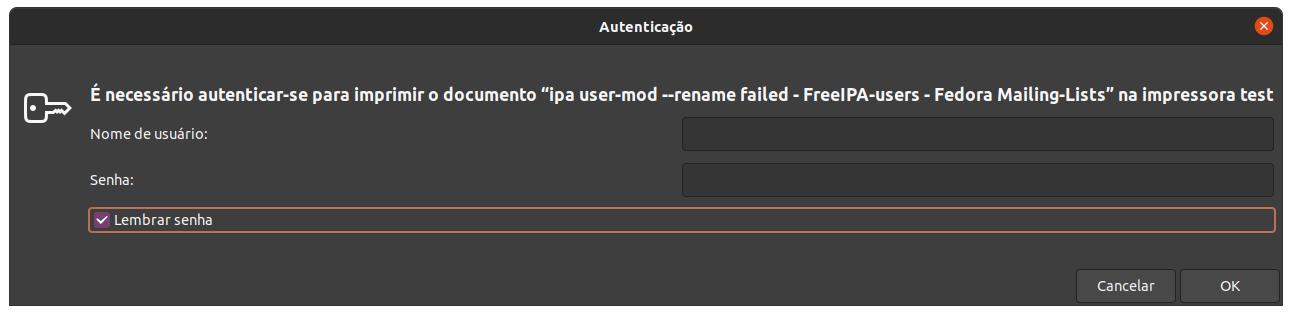 Autenticação
É necessário autenticar-se para imprimir o documento “ipa user-mod --rename failed - FreeIPA-users - Fedora Mailing-Lists” na impressora test
Nome de usuário:
Senha:
Lembrar senha
Cancelar OK